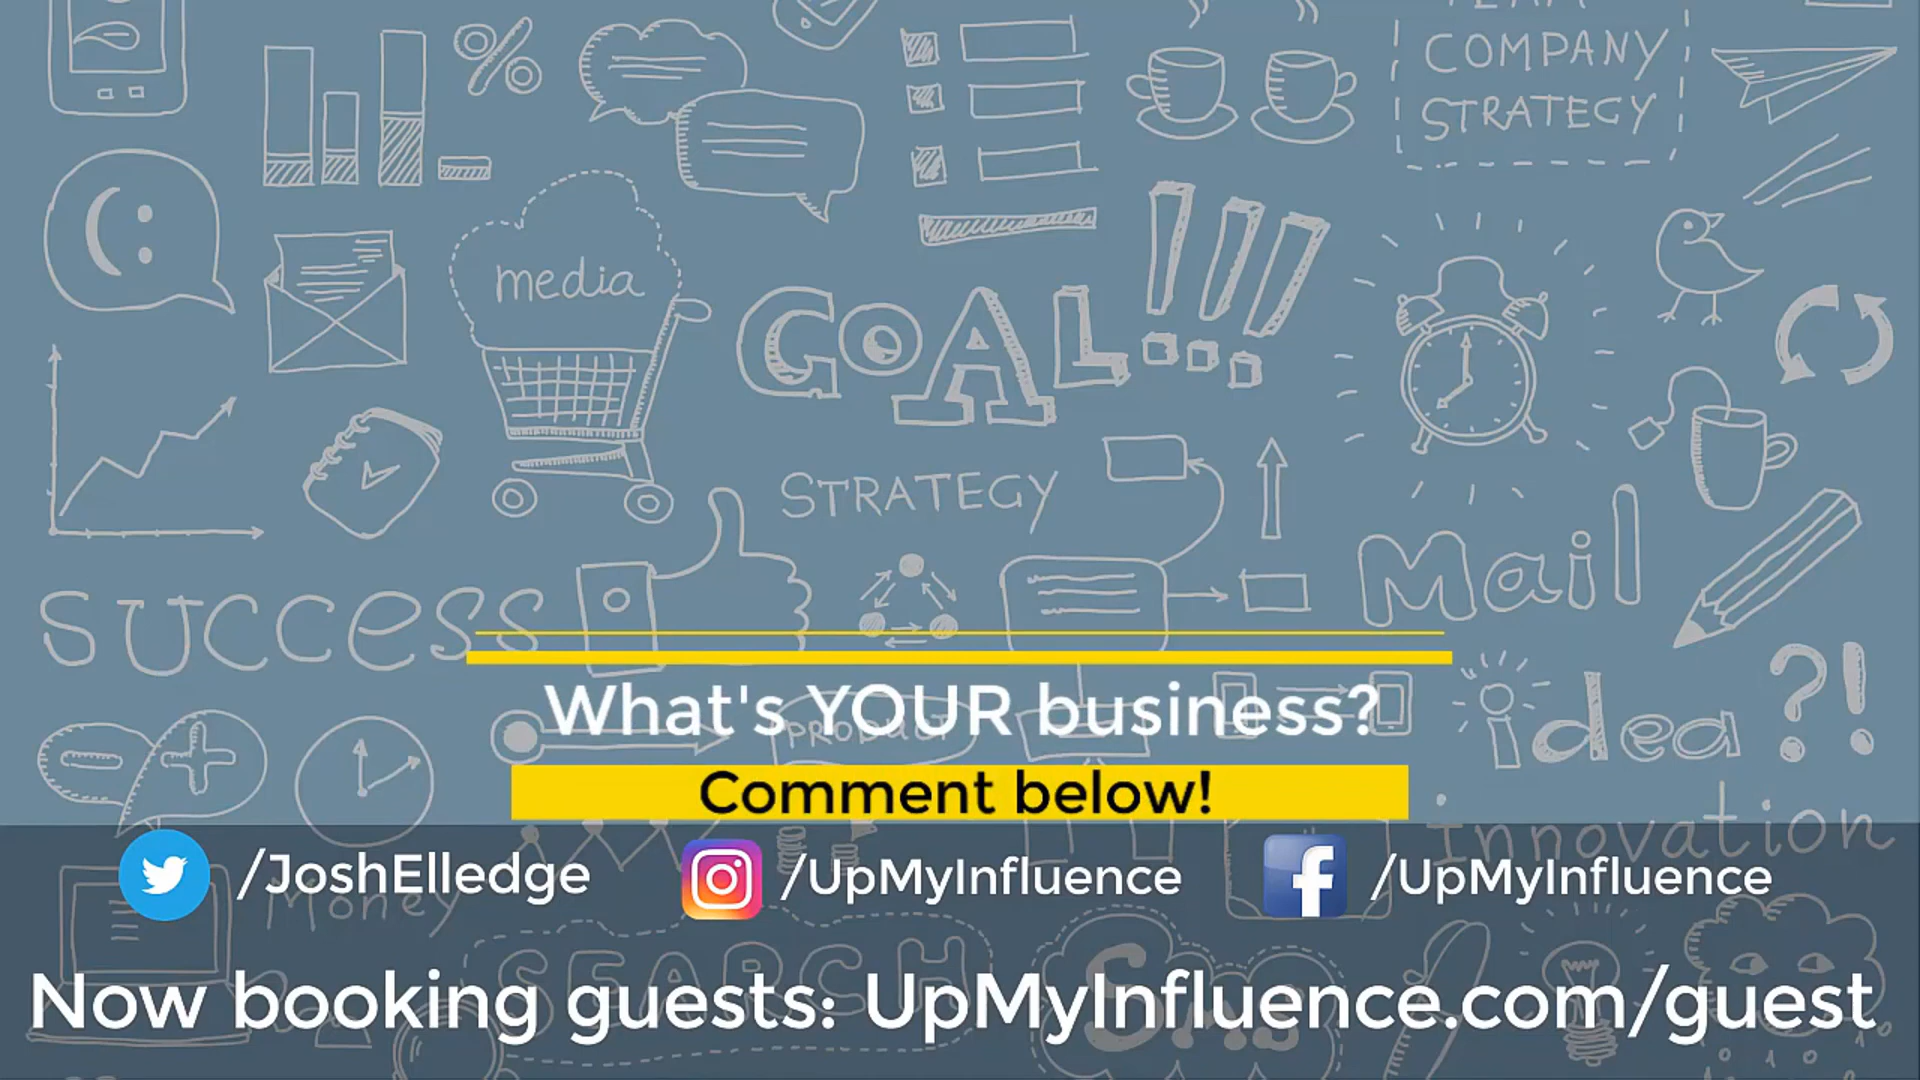 COMPANY
STRATEGY
media
GOAL!!!
STRATEGY
Mail
success
idea ?!
What's YOUR business?
PRODUCT
Comment below!
Innovation
/JoshElledge
/UpMyInfluence
/UpMyInfluence
Money
SEARCH
Now booking guests: UpMyInfluence.com/guest